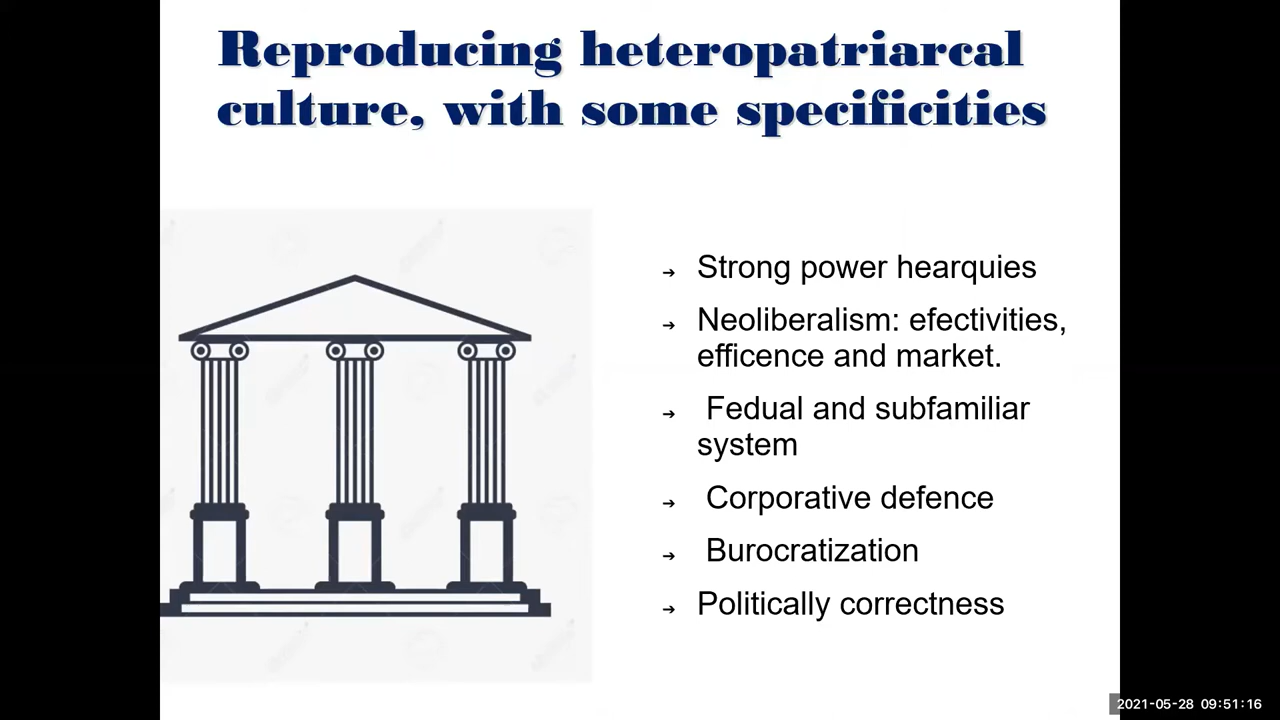 Reproducing heteropatriarcal
culture, with some specificities
➔ Strong power hearquies
➔ Neoliberalism: efectivities,
efficence and market.
➔ Fedual and subfamiliar
system
➔ Corporative defence
➔ Burocratization
➔ Politically correctness
2021-05-28 09:51:16